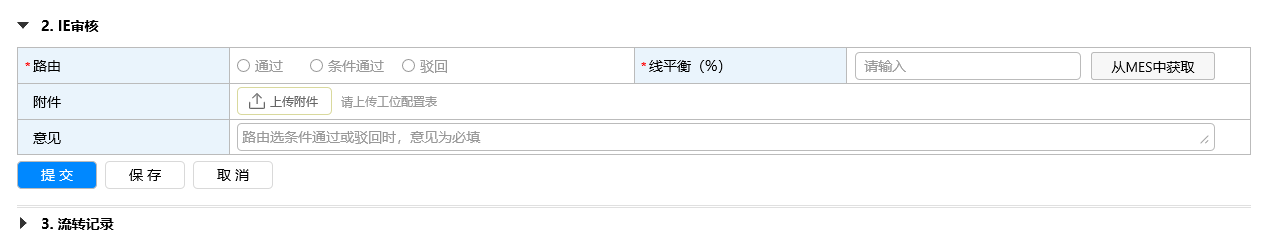 2. IE审核
*路由 通过 条件通过 驳回 *线平衡（%） 请输入 从MES中获取
附件 上传附件 请上传工位配置表
意见 路由选条件通过或驳回时，意见为必填
提 交 保 存 取 消
3. 流转记录